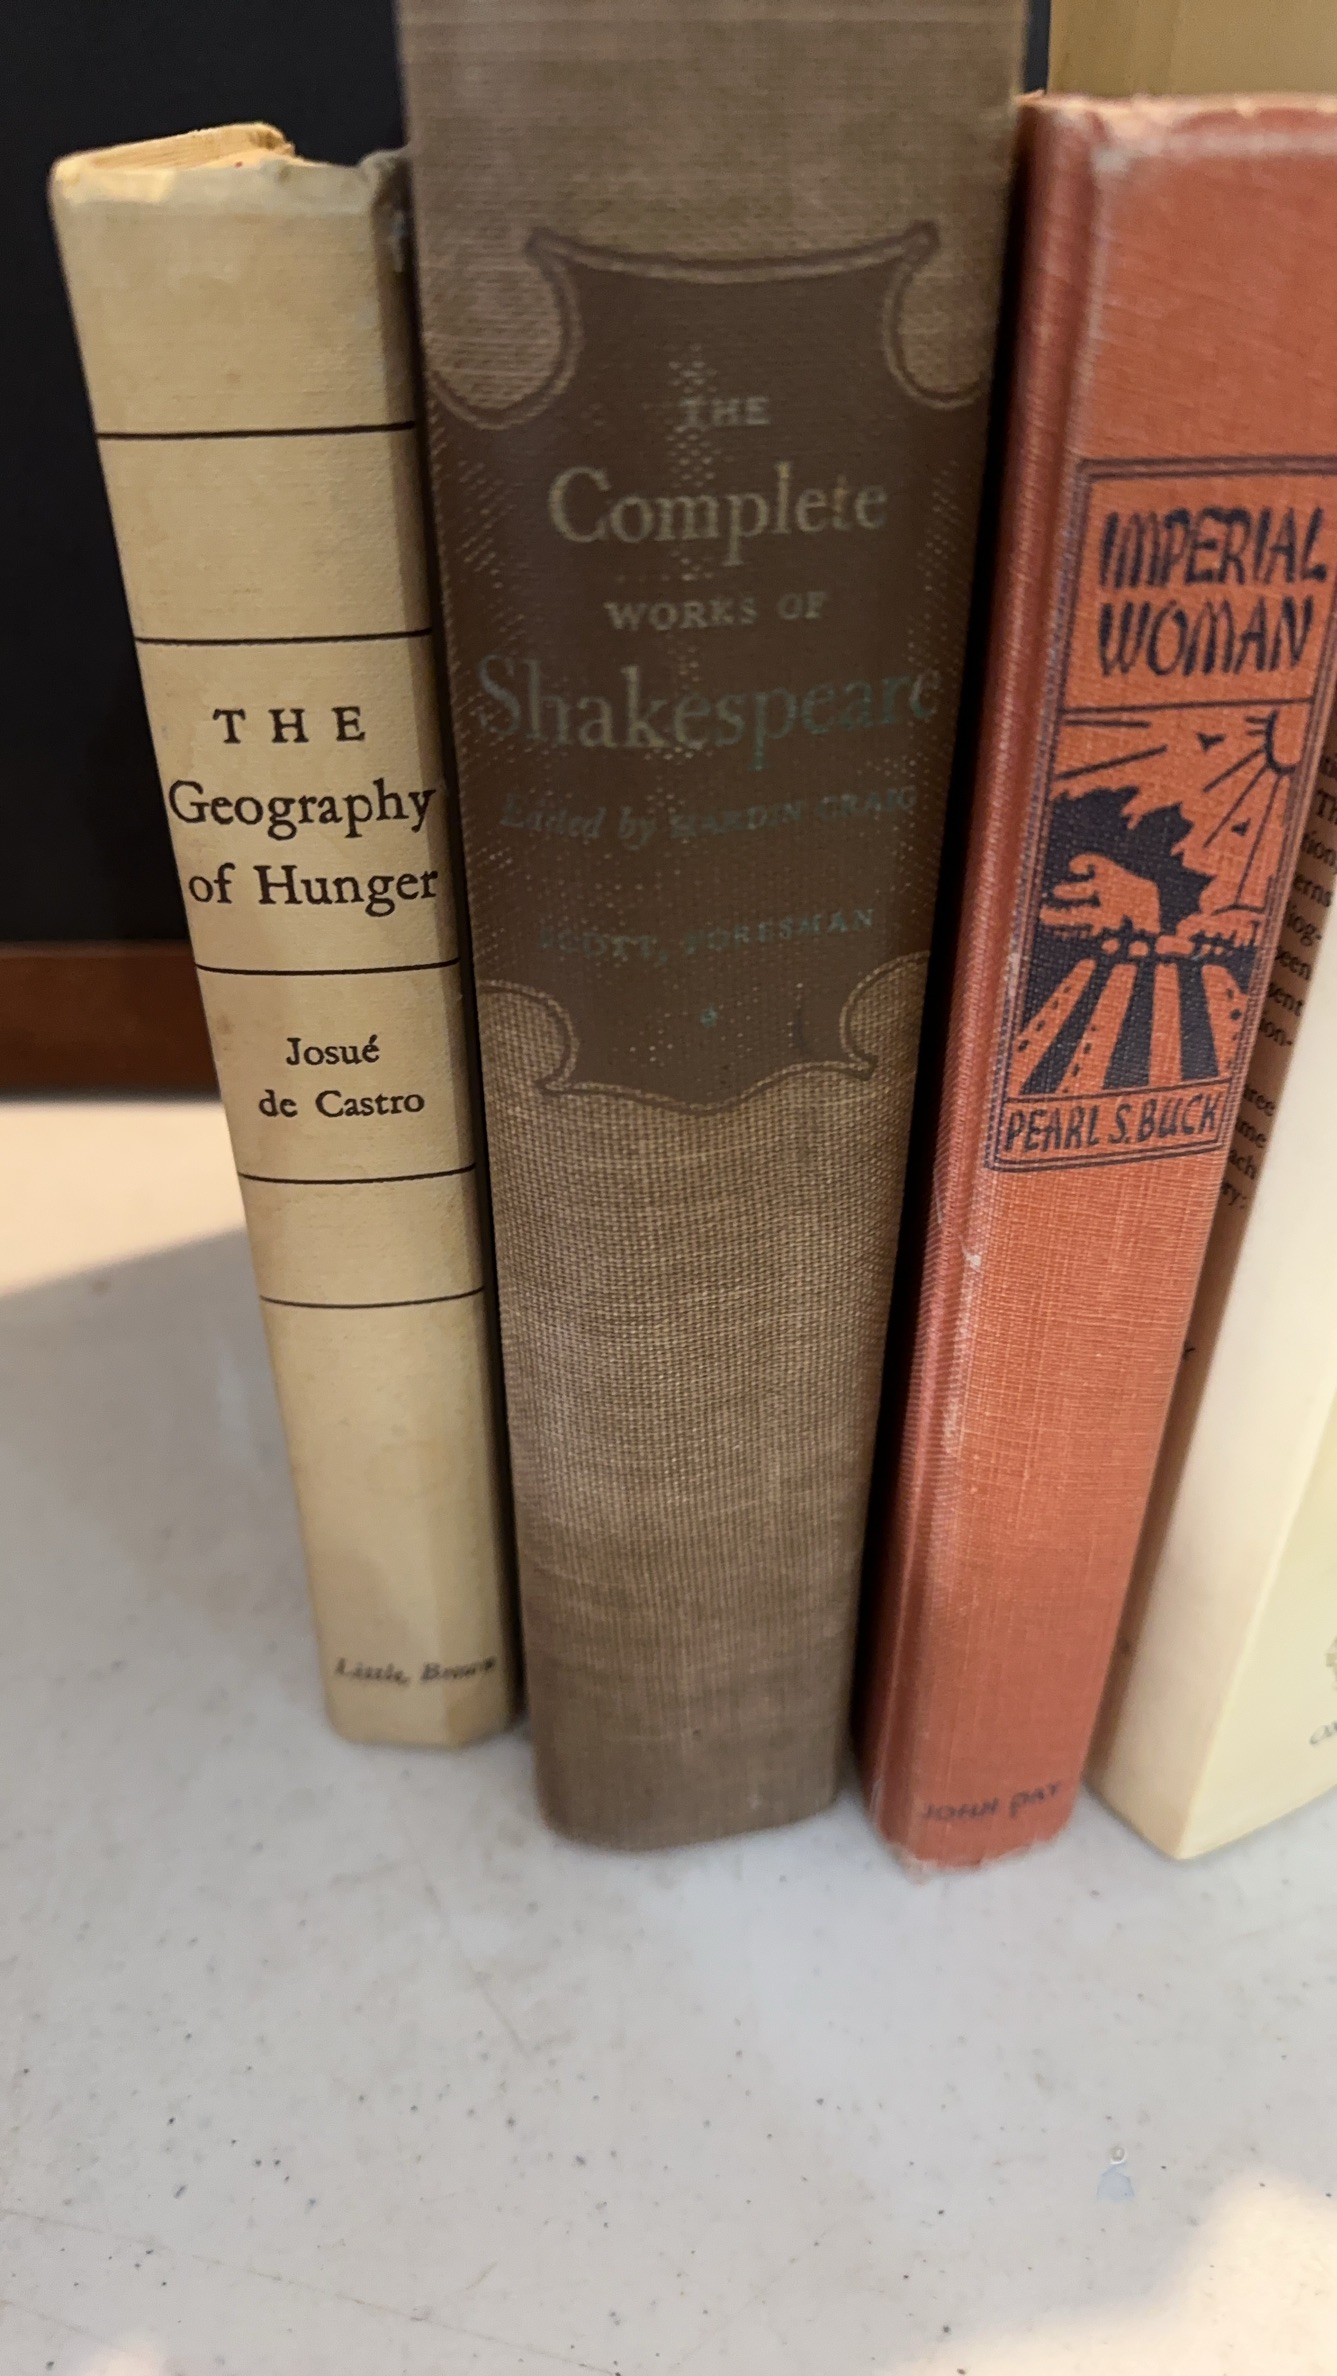 THE
Geography
of Hunger
Josué
de Castro
Little, Brown
THE
Complete
WORKS OF
Shakespeare
Edited by HARDIN CRAIG
SCOTT, FORESMAN
IMPERIAL
WOMAN
PEARL S. BUCK
JOHN DAY